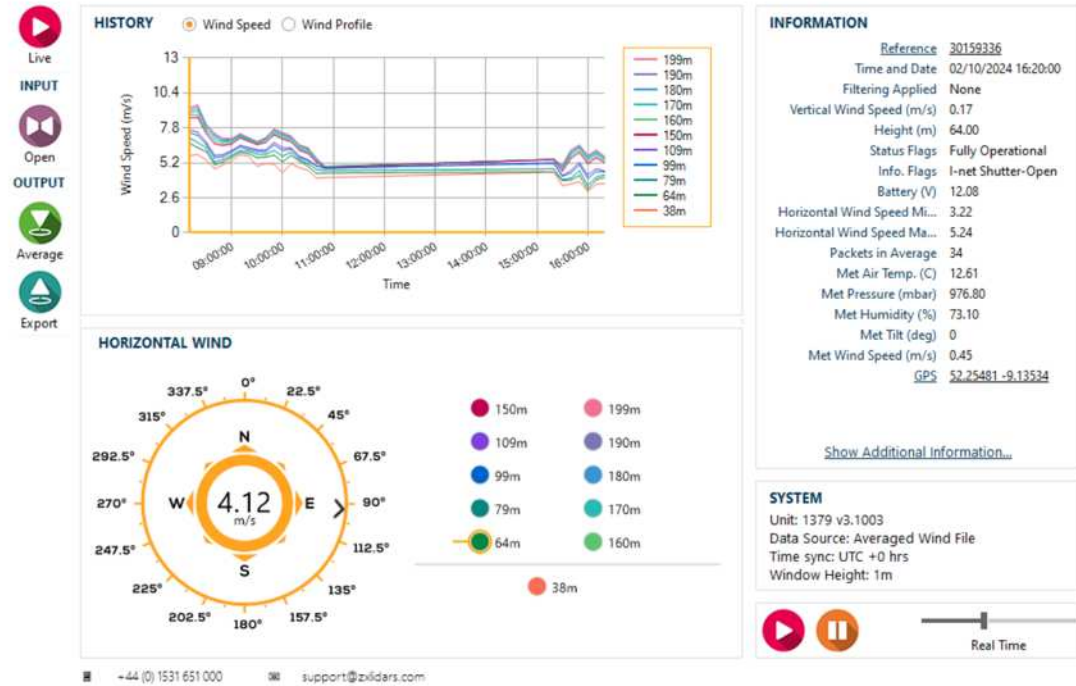 Live
INPUT
Open
OUTPUT
Average
Export
HISTORY Wind Speed Wind Profile
Wind Speed (m/s)
13
10.4
7.8
5.2
2.6
0
09:00:00 10:00:00 11:00:00 12:00:00 13:00:00 14:00:00 15:00:00 16:00:00
Time
199m
190m
180m
170m
160m
150m
109m
99m
79m
64m
38m
HORIZONTAL WIND
0°
22.5°
45°
67.5°
90°
112.5°
135°
157.5°
180°
202.5°
225°
247.5°
270°
292.5°
315°
337.5°
N
W 4.12 E
m/s
S
150m 199m
109m 190m
99m 180m
79m 170m
64m 160m
38m
INFORMATION
Reference 30159336
Time and Date 02/10/2024 16:20:00
Filtering Applied None
Vertical Wind Speed (m/s) 0.17
Height (m) 64.00
Status Flags Fully Operational
Info. Flags I-net Shutter-Open
Battery (V) 12.08
Horizontal Wind Speed Mi... 3.22
Horizontal Wind Speed Ma... 5.24
Packets in Average 34
Met Air Temp. (C) 12.61
Met Pressure (mbar) 976.80
Met Humidity (%) 73.10
Met Tilt (deg) 0
Met Wind Speed (m/s) 0.45
GPS 52.25481 -9.13534
Show Additional Information...
SYSTEM
Unit: 1379 v3.1003
Data Source: Averaged Wind File
Time sync: UTC +0 hrs
Window Height: 1m
Real Time
+44 (0) 1531 651 000 support@zxlidars.com